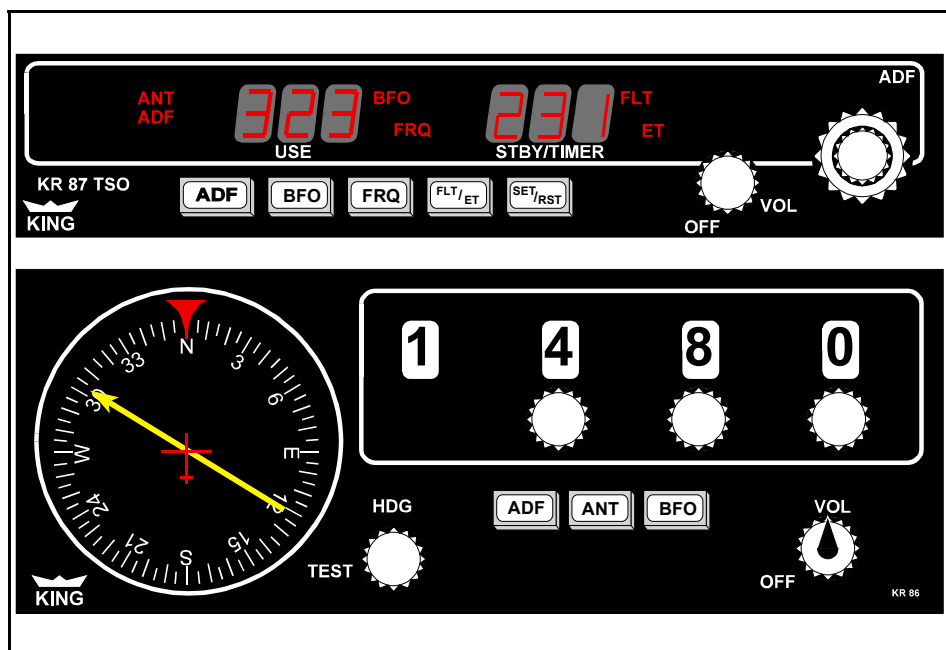 ADF
ANT
ADF
323
BFO
FRQ
231
FLT
ET
USE
STBY/TIMER
KR 87 TSO
KING
ADF
BFO
FRQ
FLT/ET
SET/RST
OFF
VOL
N
3
6
E
12
15
S
21
24
W
30
33
1 4 8 0
ADF
ANT
BFO
HDG
TEST
VOL
OFF
KING
KR 86